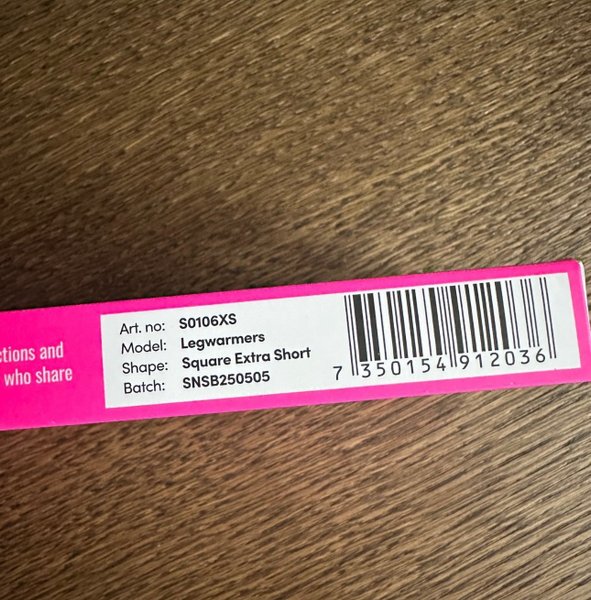 ctions and
who share
Art. no: S0106XS
Model: Legwarmers
Shape: Square Extra Short
Batch: SNSB250505
7 350154 912036